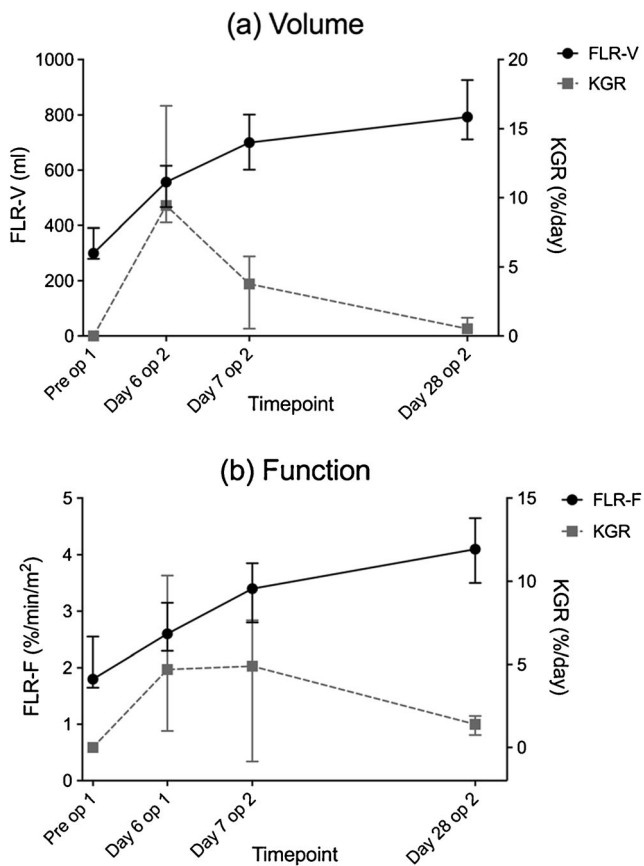 (a) Volume
FLR-V
KGR
1000
800
600
400
200
0
FLR-V (ml)
20
15
10
5
0
KGR (%/day)
Pre op 1
Day 6 op 2
Day 7 op 2
Day 28 op 2
Timepoint
(b) Function
FLR-F
KGR
5
4
3
2
1
0
FLR-F (%/min/m²)
15
10
5
0
KGR (%/day)
Pre op 1
Day 6 op 1
Day 7 op 2
Day 28 op 2
Timepoint